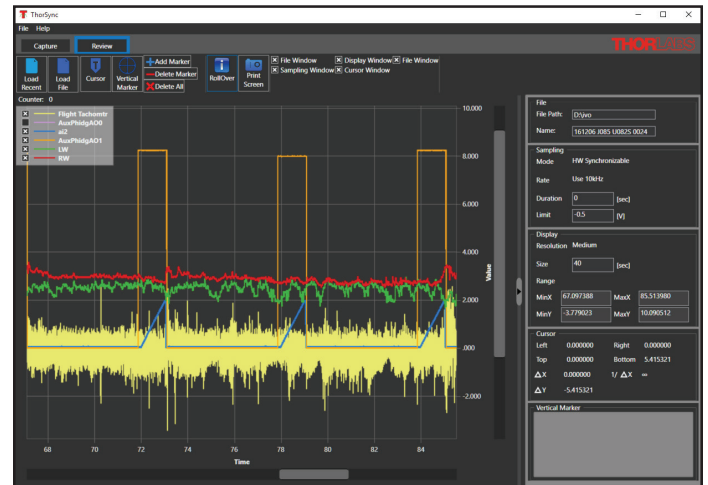 ThorSync
File Help
Capture Review
THORLABS
Load Recent
Load File
Cursor
Vertical Marker
Add Marker
Delete Marker
Delete All
RollOver
Print Screen
File Window Display Window File Window
Sampling Window Cursor Window
Counter: 0
Flight Tachomtr
AuxPhidgAO0
ai2
AuxPhidgAO1
LW
RW
10.000
8.000
6.000
4.000
2.000
.000
-2.000
Value
68 70 72 74 76 78 80 82 84
Time
File
File Path: D:\jvo
Name: 161206 J085 U082S 0024
Sampling
Mode HW Synchronizable
Rate Use 10kHz
Duration 0 [sec]
Limit -0.5 [V]
Display
Resolution Medium
Size 40 [sec]
Range
MinX 67.097388 MaxX 85.513980
MinY -3.779023 MaxY 10.090512
Cursor
Left 0.000000 Right 0.000000
Top 0.000000 Bottom 5.415321
△X 0.000000 1/ △X ∞
△Y -5.415321
Vertical Marker